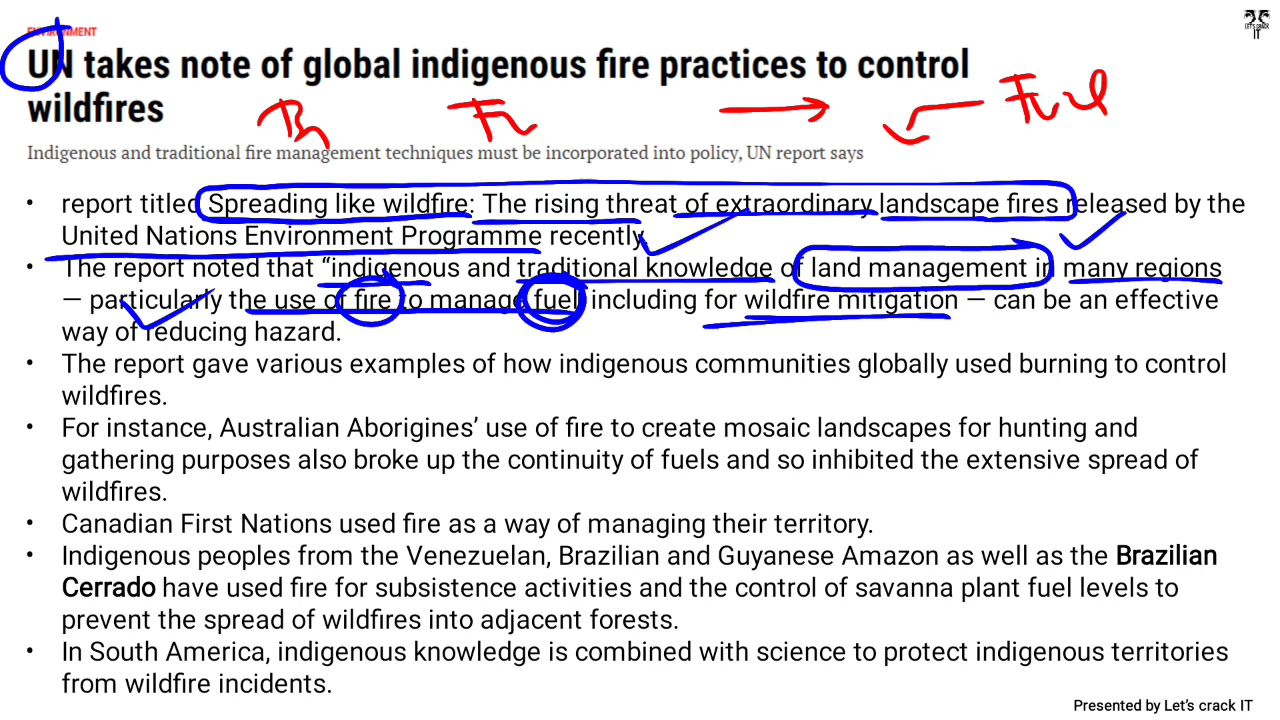 ENVIRONMENT
UN takes note of global indigenous fire practices to control
wildfires
Fuel
Indigenous and traditional fire management techniques must be incorporated into policy, UN report says
• report titled Spreading like wildfire: The rising threat of extraordinary landscape fires released by the
United Nations Environment Programme recently.
• The report noted that “indigenous and traditional knowledge of land management in many regions
— particularly the use of fire to manage fuel, including for wildfire mitigation — can be an effective
way of reducing hazard.
• The report gave various examples of how indigenous communities globally used burning to control
wildfires.
• For instance, Australian Aborigines’ use of fire to create mosaic landscapes for hunting and
gathering purposes also broke up the continuity of fuels and so inhibited the extensive spread of
wildfires.
• Canadian First Nations used fire as a way of managing their territory.
• Indigenous peoples from the Venezuelan, Brazilian and Guyanese Amazon as well as the Brazilian
Cerrado have used fire for subsistence activities and the control of savanna plant fuel levels to
prevent the spread of wildfires into adjacent forests.
• In South America, indigenous knowledge is combined with science to protect indigenous territories
from wildfire incidents.
Presented by Let’s crack IT